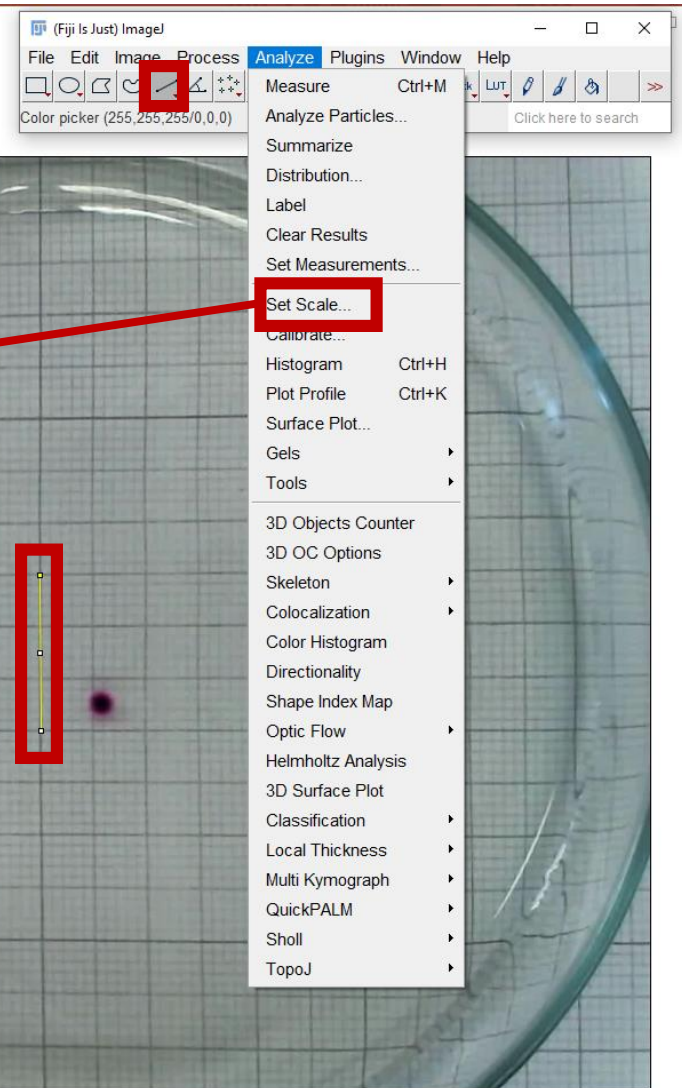 (Fiji Is Just) ImageJ
File Edit Image Process Analyze Plugins Window Help
LUT
>>
Color picker (255,255,255/0,0,0)
Click here to search
Measure Ctrl+M
Analyze Particles...
Summarize
Distribution...
Label
Clear Results
Set Measurements...
Set Scale...
Calibrate...
Histogram Ctrl+H
Plot Profile Ctrl+K
Surface Plot...
Gels
Tools
3D Objects Counter
3D OC Options
Skeleton
Colocalization
Color Histogram
Directionality
Shape Index Map
Optic Flow
Helmholtz Analysis
3D Surface Plot
Classification
Local Thickness
Multi Kymograph
QuickPALM
Sholl
TopoJ